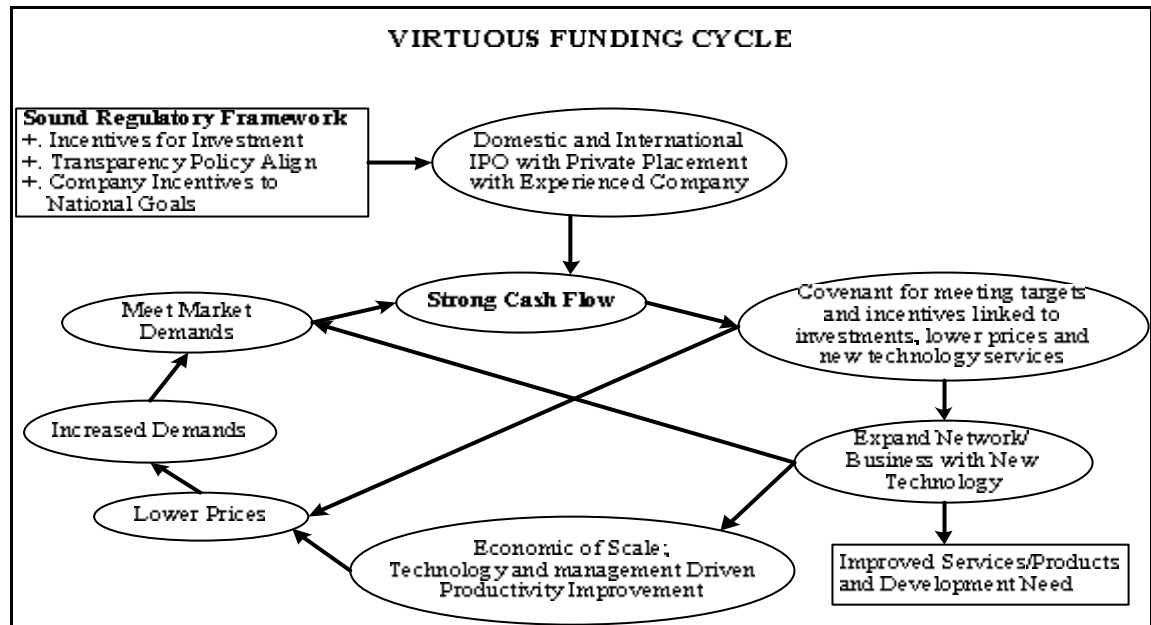 VIRTUOUS FUNDING CYCLE
Sound Regulatory Framework
+. Incentives for Investment
+. Transparency Policy Align
+. Company Incentives to
National Goals
Domestic and International
IPO with Private Placement
with Experienced Company
Strong Cash Flow
Meet Market
Demands
Covenant for meeting targets
and incentives linked to
investments, lower prices and
new technology services
Increased Demands
Expand Network/
Business with New
Technology
Lower Prices
Economic of Scale;
Technology and management Driven
Productivity Improvement
Improved Services/Products
and Development Need